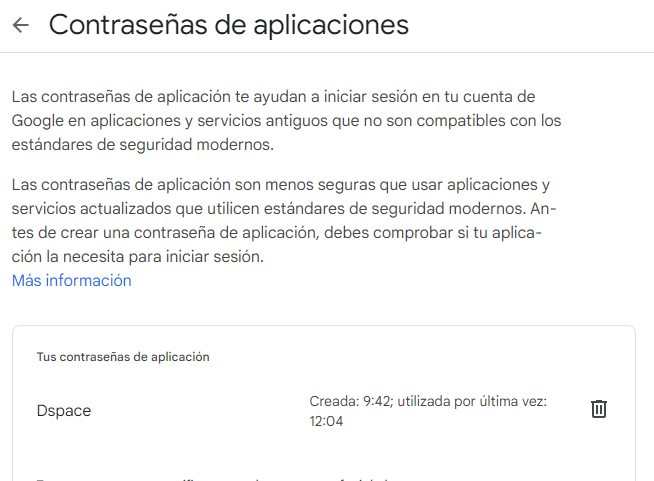 Contraseñas de aplicaciones
Las contraseñas de aplicación te ayudan a iniciar sesión en tu cuenta de
Google en aplicaciones y servicios antiguos que no son compatibles con los
estándares de seguridad modernos.
Las contraseñas de aplicación son menos seguras que usar aplicaciones y
servicios actualizados que utilicen estándares de seguridad modernos. An-
tes de crear una contraseña de aplicación, debes comprobar si tu aplica-
ción la necesita para iniciar sesión.
Más información
Tus contraseñas de aplicación
Dspace
Creada: 9:42; utilizada por última vez:
12:04